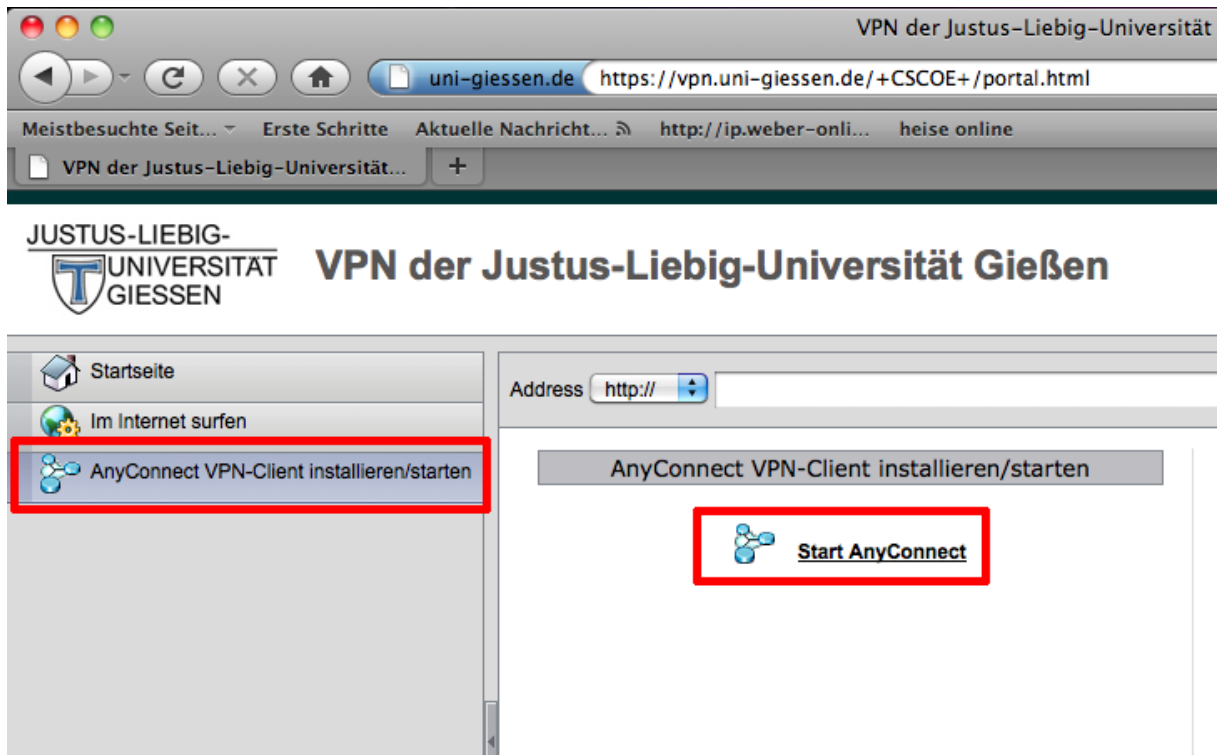 VPN der Justus-Liebig-Universität
uni-giessen.de https://vpn.uni-giessen.de/+CSCOE+/portal.html
Meistbesuchte Seit... Erste Schritte Aktuelle Nachricht... http://ip.weber-onli... heise online
VPN der Justus-Liebig-Universität... +
JUSTUS-LIEBIG-
UNIVERSITÄT
GIESSEN
VPN der Justus-Liebig-Universität Gießen
Startseite
Im Internet surfen
AnyConnect VPN-Client installieren/starten
Address http://
AnyConnect VPN-Client installieren/starten
Start AnyConnect